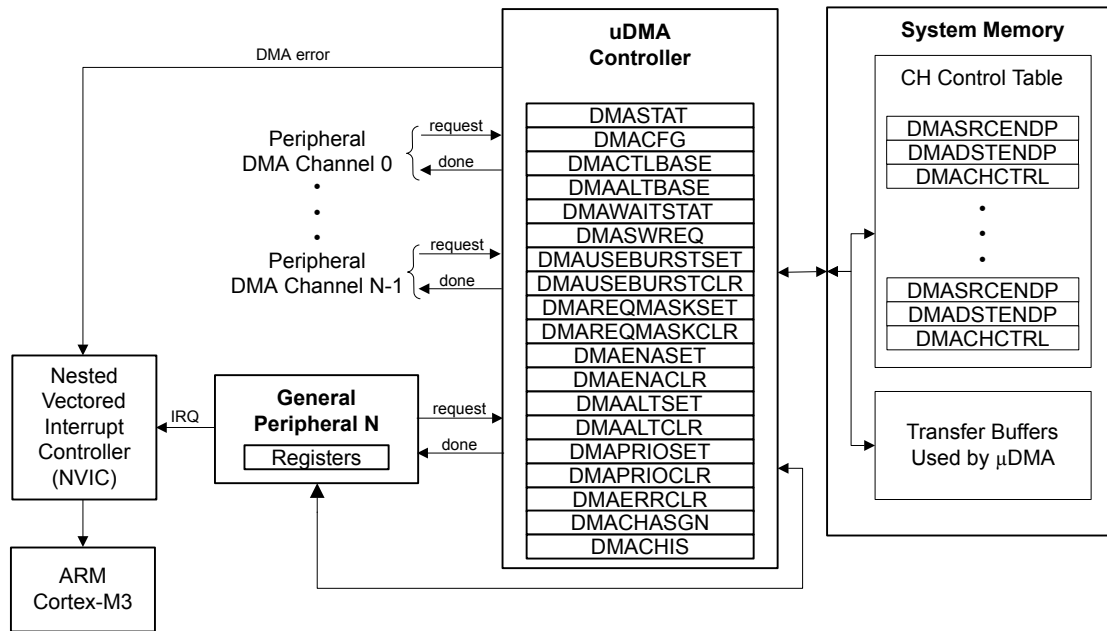 uDMA
Controller
System Memory
DMA error
CH Control Table
DMASTAT
DMACFG
DMACTLBASE
DMAALTBASE
DMAWAITSTAT
DMASWREQ
DMAUSEBURSTSET
DMAUSEBURSTCLR
DMAREQMASKSET
DMAREQMASKCLR
DMAENASET
DMAENACLR
DMAALTSET
DMAALTCLR
DMAPRIOSET
DMAPRIOCLR
DMAERRCLR
DMACHASGN
DMACHIS
Peripheral
DMA Channel 0
request
done
Peripheral
DMA Channel N-1
request
done
DMASRCENDP
DMADSTENDP
DMACHCTRL
DMASRCENDP
DMADSTENDP
DMACHCTRL
Transfer Buffers
Used by μDMA
Nested
Vectored
Interrupt
Controller
(NVIC)
IRQ
General
Peripheral N
Registers
request
done
ARM
Cortex-M3